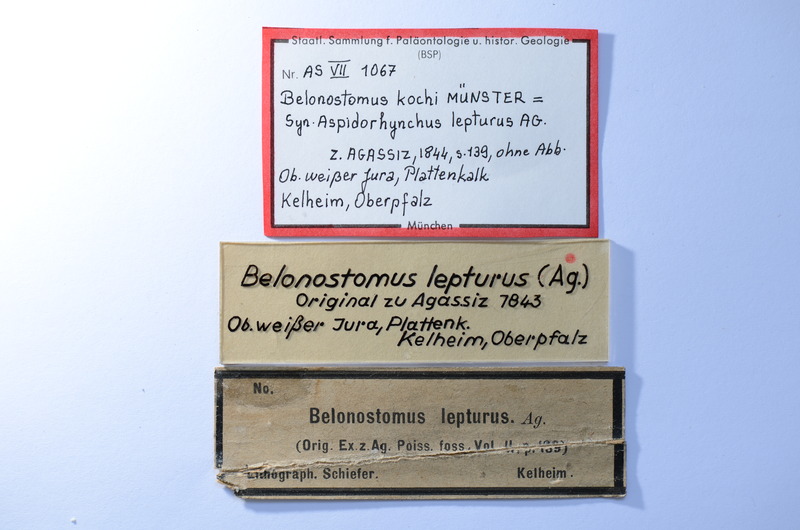 Staatl. Sammlung f. Paläontologie u. histor. Geologie
(BSP)
Nr. AS VII 1067
Belonostomus kochi MÜNSTER =
Syn. Aspidorhynchus lepturus AG.
z. AGASSIZ, 1844, s.139, ohne Abb.
Ob. weißer Jura, Plattenkalk
Kelheim, Oberpfalz
München
Belonostomus lepturus (Ag.)
Original zu Agassiz 1843
Ob. weißer Jura, Plattenk.
Kelheim, Oberpfalz
No.
Belonostomus lepturus. Ag.
(Orig. Ex. z. Ag. Poiss. foss. Vol. II. p. 139)
Lithograph. Schiefer. Kelheim.